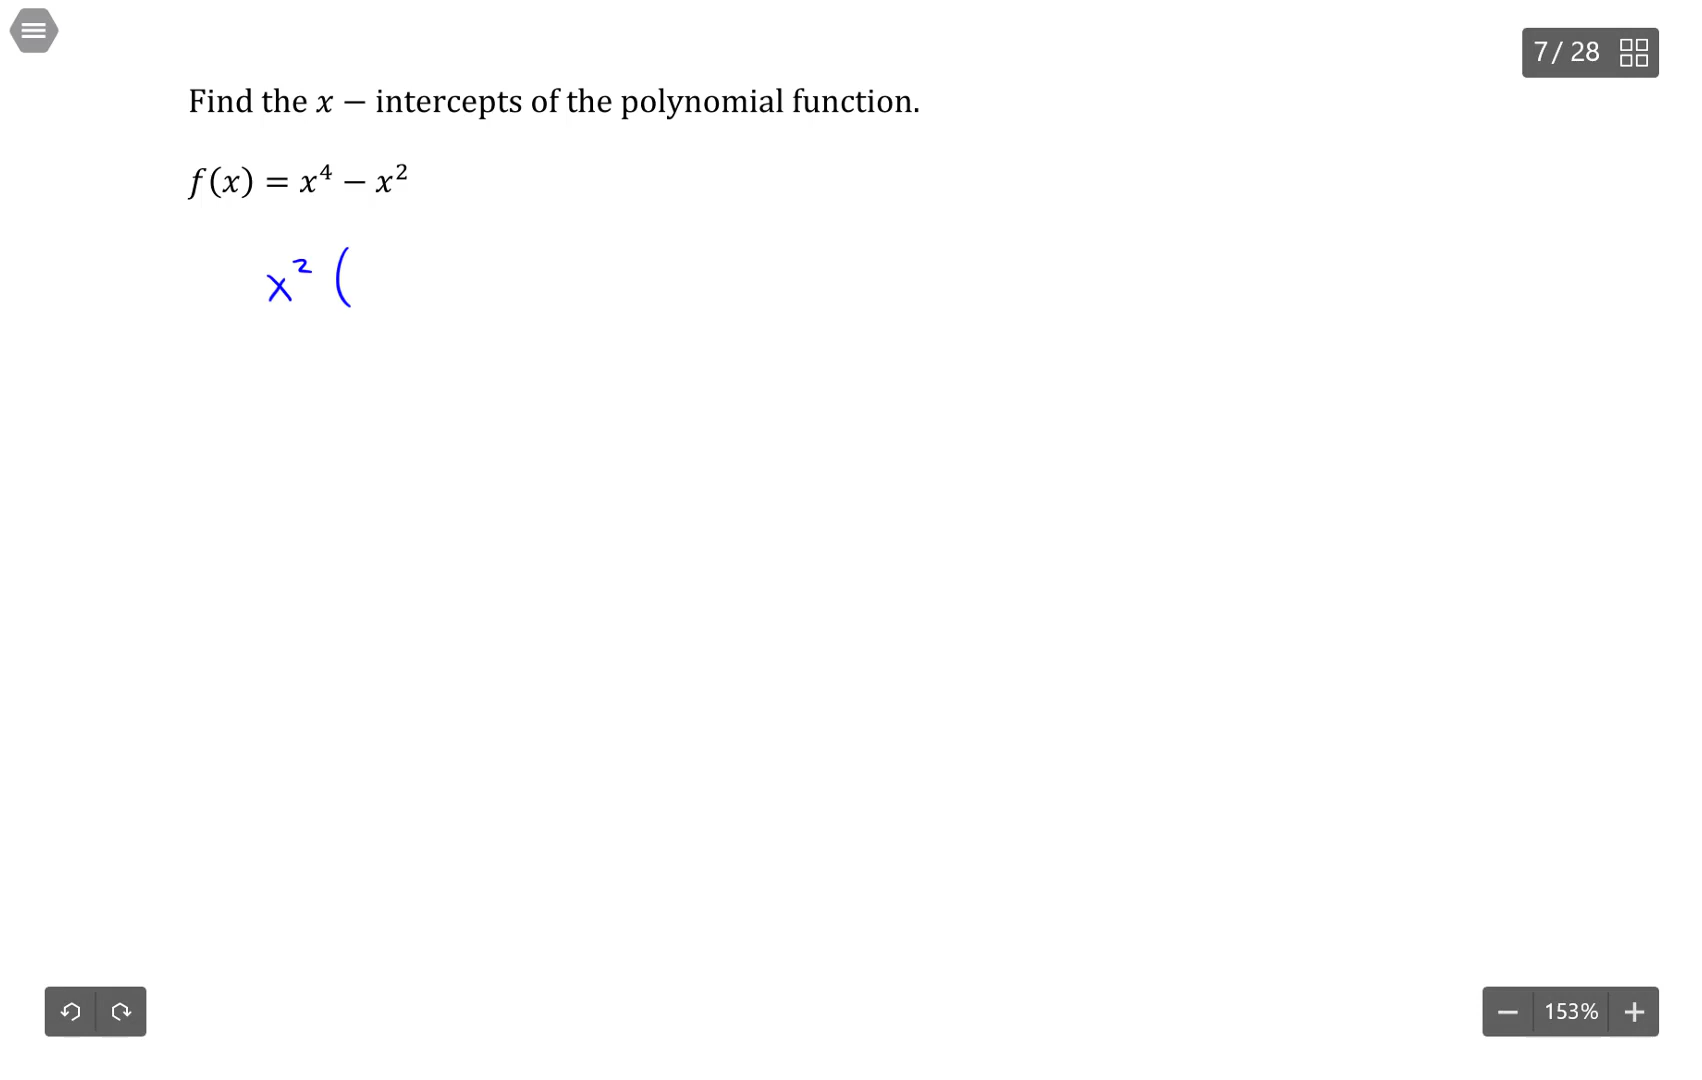 7 / 28
Find the x − intercepts of the polynomial function.
f(x) = x⁴ − x²
x² (
153%